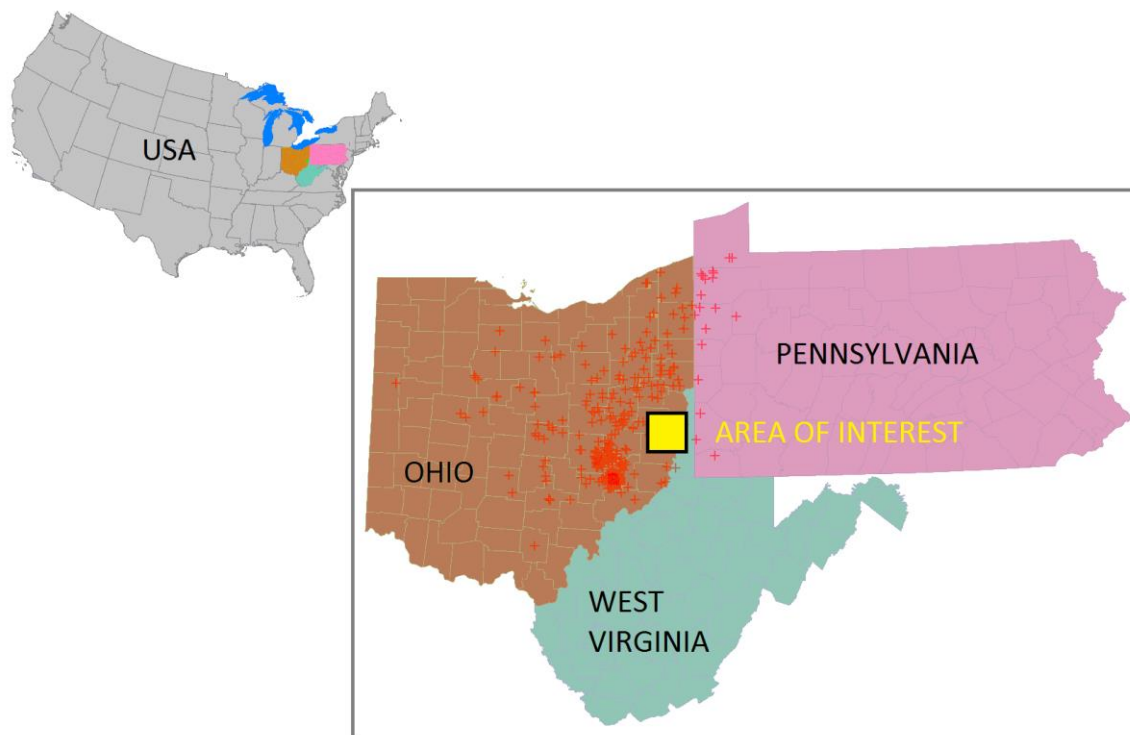 USA
PENNSYLVANIA
AREA OF INTEREST
OHIO
WEST
VIRGINIA